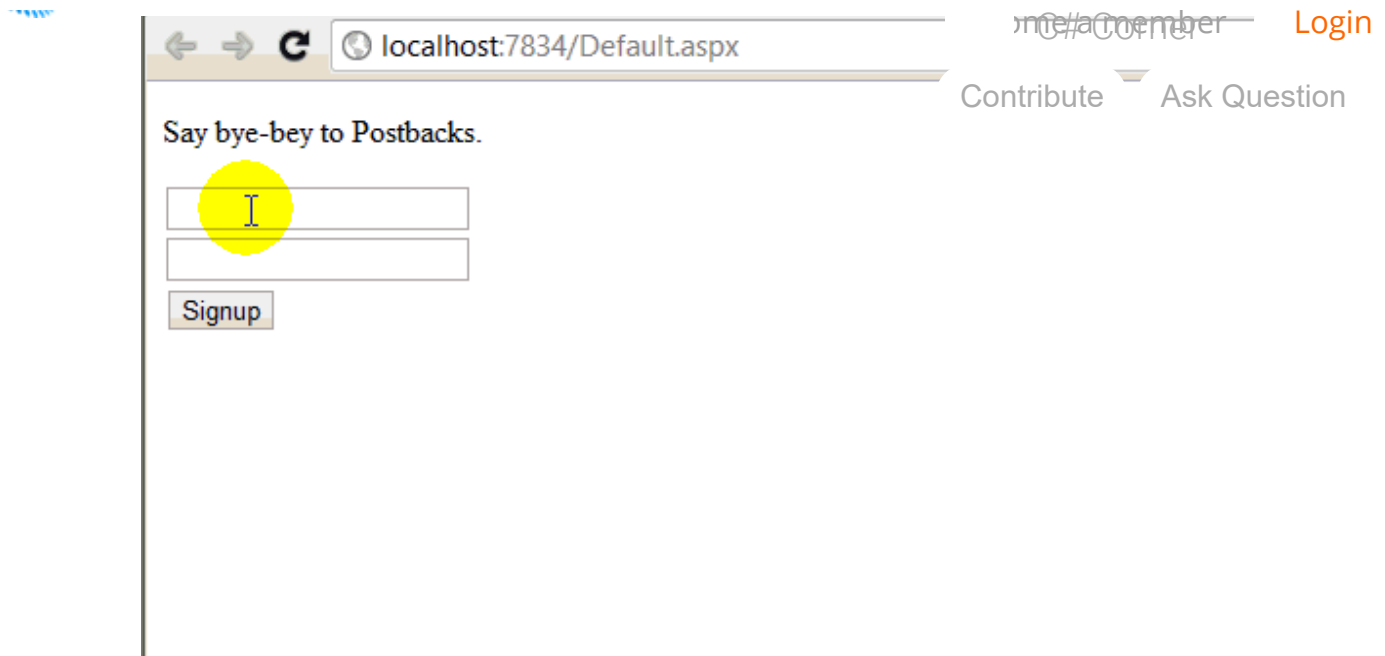 Login
localhost:7834/Default.aspx
Contribute Ask Question
Say bye-bey to Postbacks.
Signup